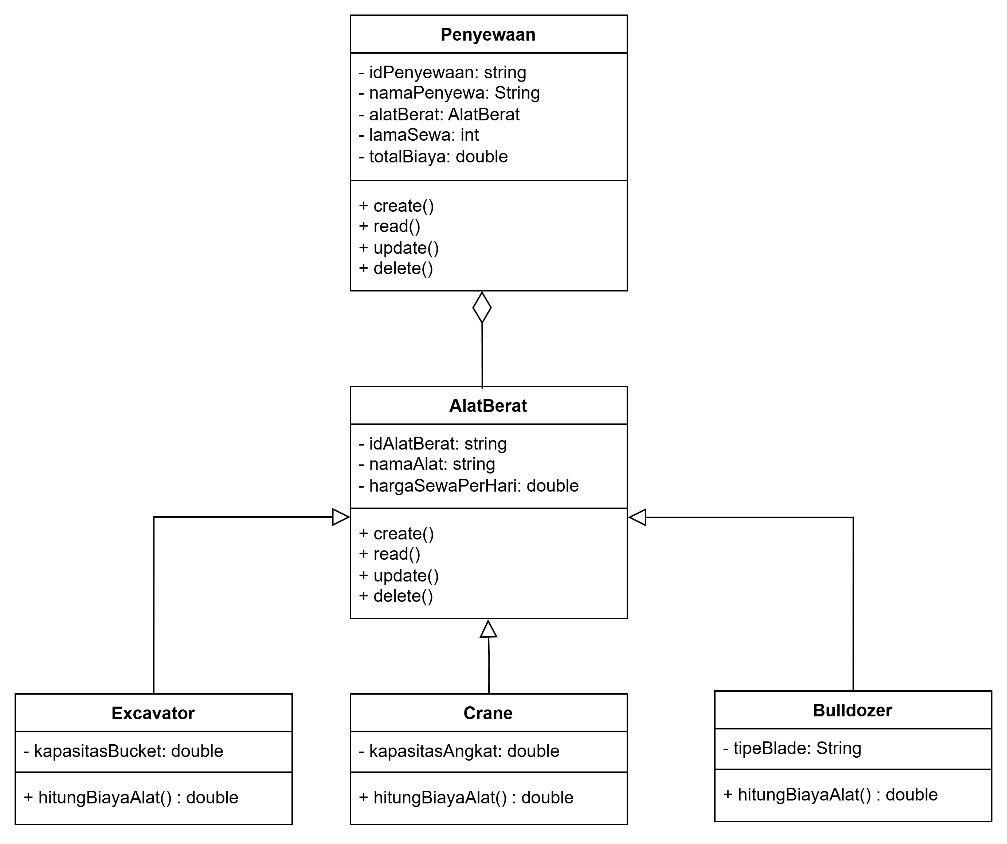 Penyewaan
- idPenyewaan: string
- namaPenyewa: String
- alatBerat: AlatBerat
- lamaSewa: int
- totalBiaya: double
+ create()
+ read()
+ update()
+ delete()
AlatBerat
- idAlatBerat: string
- namaAlat: string
- hargaSewaPerHari: double
+ create()
+ read()
+ update()
+ delete()
Excavator
- kapasitasBucket: double
+ hitungBiayaAlat() : double
Crane
- kapasitasAngkat: double
+ hitungBiayaAlat() : double
Bulldozer
- tipeBlade: String
+ hitungBiayaAlat() : double